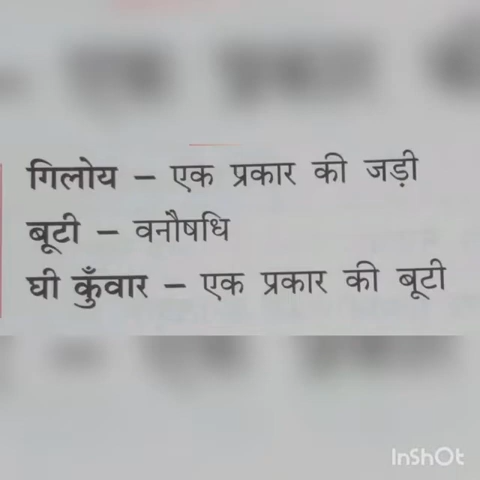 गिलोय – एक प्रकार की जड़ी
बूटी – वनौषधि
घी कुँवार – एक प्रकार की बूटी
InShOt